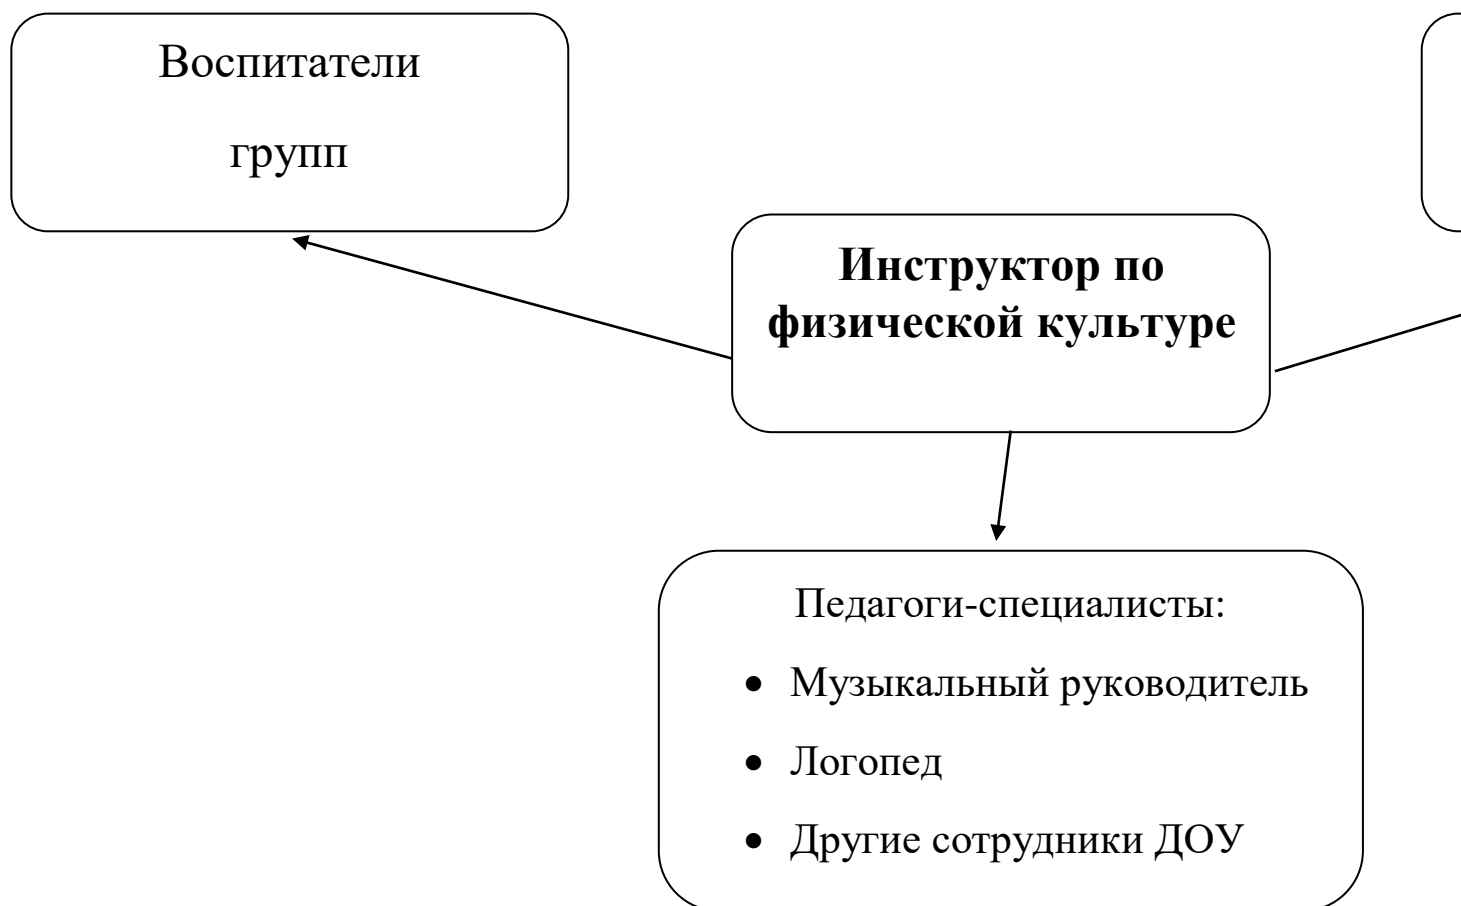 Воспитатели
групп
Инструктор по
физической культуре
Педагоги-специалисты:
• Музыкальный руководитель
• Логопед
• Другие сотрудники ДОУ